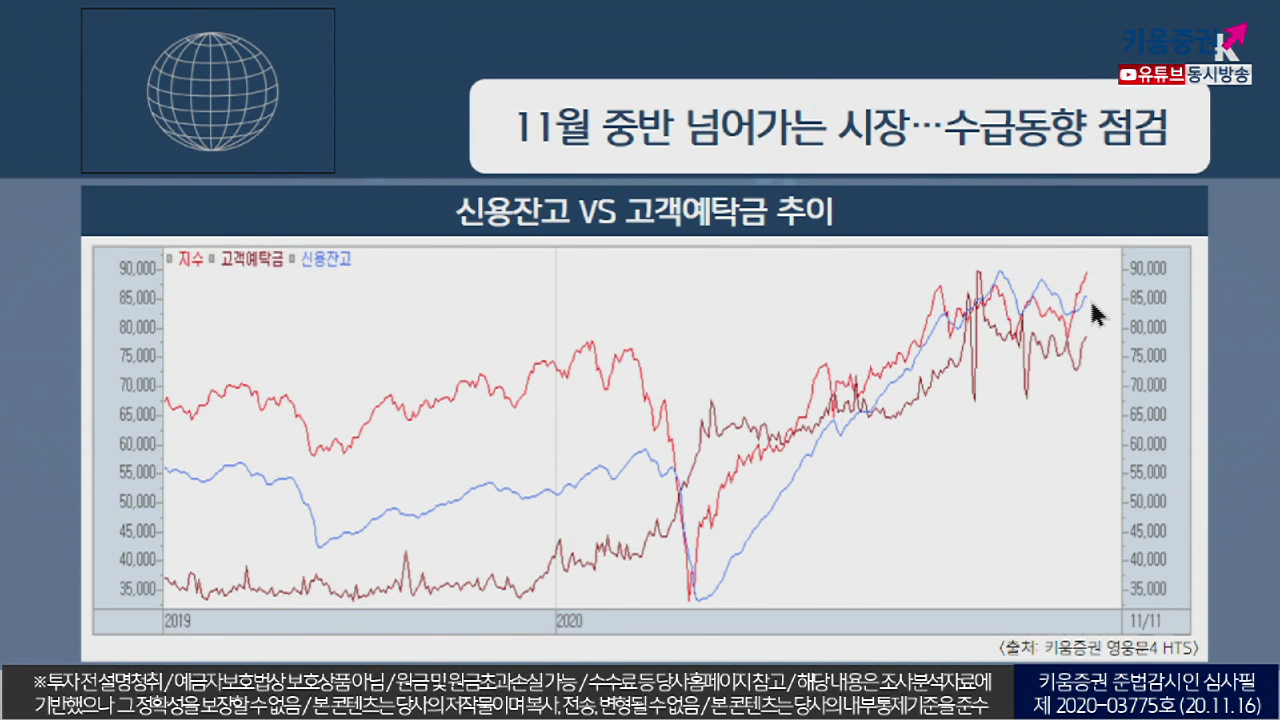 키움증권
유튜브동시방송
11월 중반 넘어가는 시장…수급동향 점검
신용잔고 VS 고객예탁금 추이
지수 고객예탁금 신용잔고
90,000 90,000
85,000 85,000
80,000 80,000
75,000 75,000
70,000 70,000
65,000 65,000
60,000 60,000
55,000 55,000
50,000 50,000
45,000 45,000
40,000 40,000
35,000 35,000
2019 2020 11/11
<출처: 키움증권 영웅문4 HTS>
※투자 전 설명청취 / 예금자보호법상 보호상품 아님 / 원금 및 원금초과손실 가능 / 수수료 등 당사홈페이지 참고 / 해당 내용은 조사분석자료에
기반했으나 그 정확성을 보장할 수 없음 / 본 콘텐츠는 당사의 저작물이며 복사, 전송, 변형될 수 없음 / 본 콘텐츠는 당사의 내부통제기준을 준수
키움증권 준법감시인 심사필
제 2020-03775호 (20.11.16)